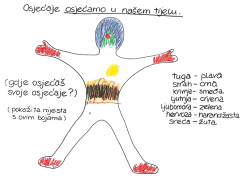 Osjećaje osjećamo u našem tijelu.
(gdje osjećaš
svoje osjećaje?)
(pokaži ta mjesta
s ovim bojama)
tuga - plava
strah - crna
krivnja - smeđa
ljutnja - crvena
ljubomora - zelena
nervoza - narandžasta
sreća - žuta